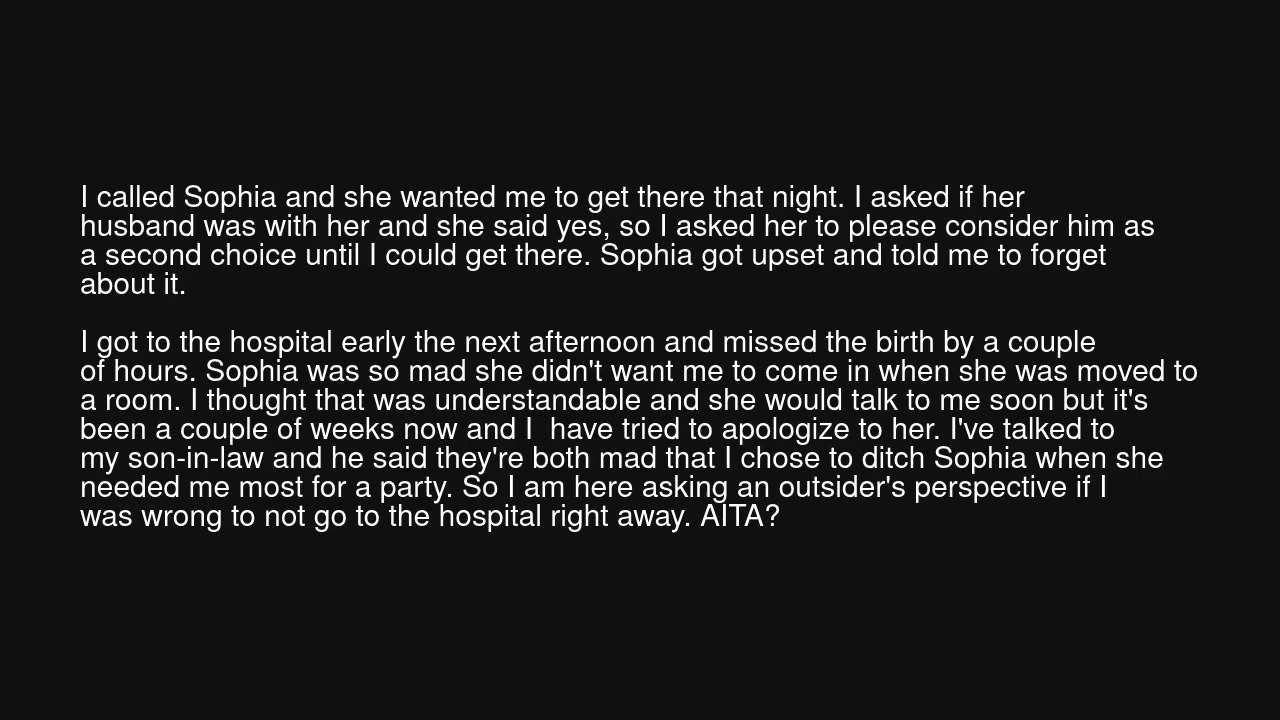 I called Sophia and she wanted me to get there that night. I asked if her
husband was with her and she said yes, so I asked her to please consider him as
a second choice until I could get there. Sophia got upset and told me to forget
about it.
I got to the hospital early the next afternoon and missed the birth by a couple
of hours. Sophia was so mad she didn't want me to come in when she was moved to
a room. I thought that was understandable and she would talk to me soon but it's
been a couple of weeks now and I  have tried to apologize to her. I've talked to
my son-in-law and he said they're both mad that I chose to ditch Sophia when she
needed me most for a party. So I am here asking an outsider's perspective if I
was wrong to not go to the hospital right away. AITA?